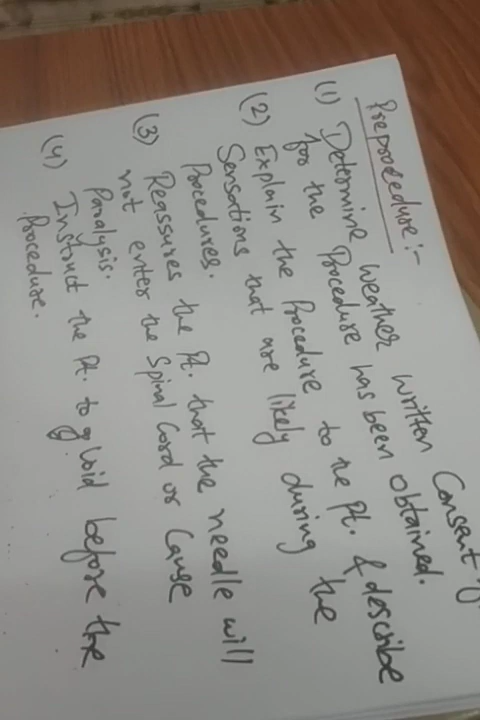 Preprocedure:-
(1) Determine weather written Consent
for the Procedure has been obtained.
(2) Explain the Procedure to the Pt. & describe
Sensations that are likely during the
Procedures.
(3) Reassures the Pt. that the needle will
not enter the Spinal Cord or Cause
Paralysis.
(4) Instruct the Pt. to void before the
Procedure.